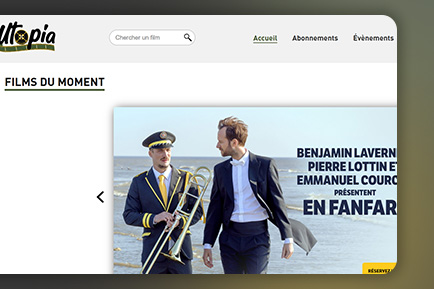 Utopia
Chercher un film
Accueil
Abonnements
Évènements
FILMS DU MOMENT
BENJAMIN LAVERN
PIERRE LOTTIN ET
EMMANUEL COURC
PRÉSENTENT
EN FANFAR
RÉSERVEZ